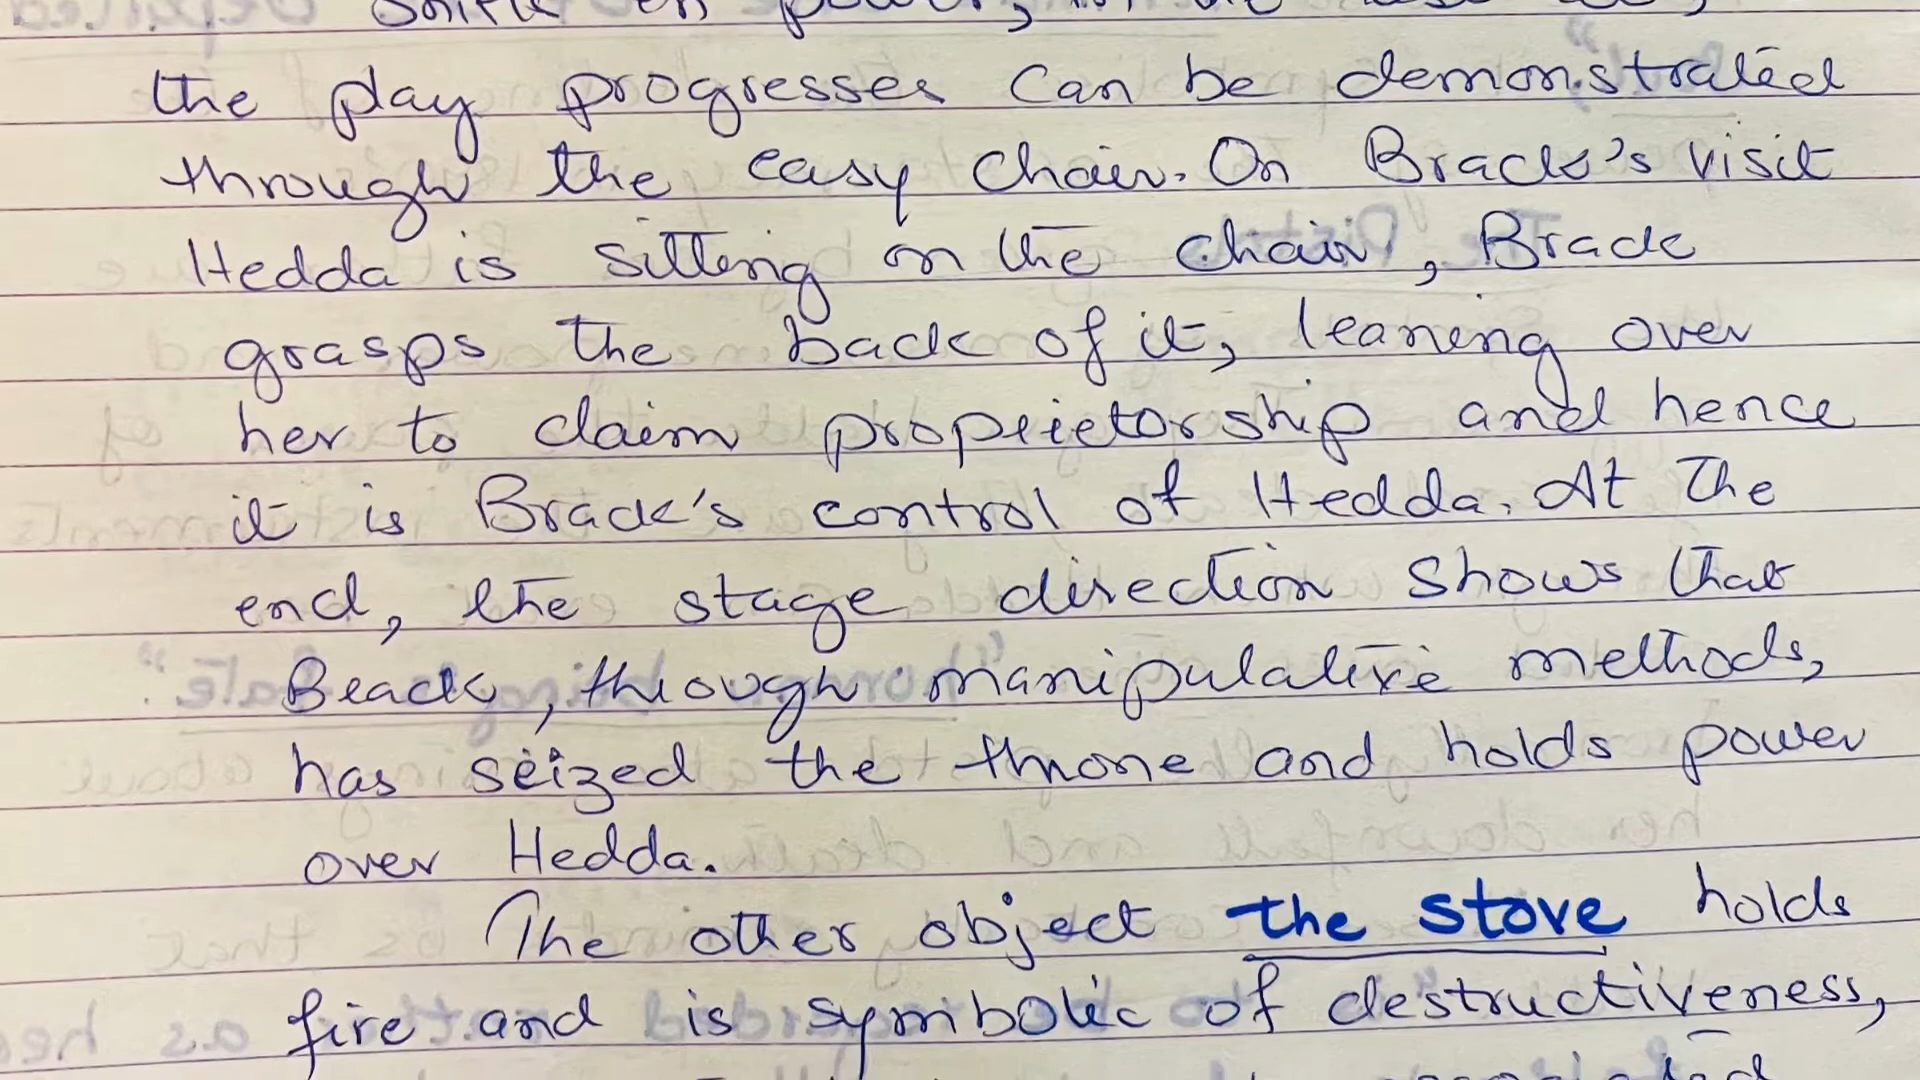 the play progresses can be demonstrated
through the easy chair. On Brack's visit
Hedda is sitting on the chair, Brack
grasps the back of it, leaning over
her to claim proprietorship and hence
it is Brack's control of Hedda. At the
end, the stage direction shows that
Brack, through manipulative methods,
has seized the throne and holds power
over Hedda.
The other object the stove holds
fire and is symbolic of destructiveness,